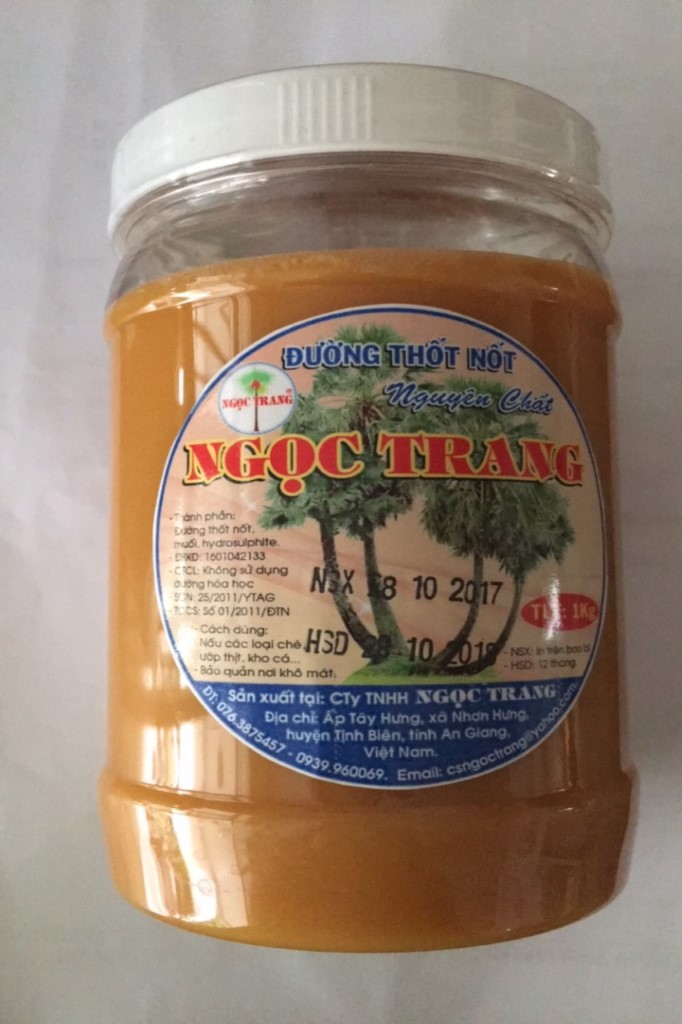 ĐƯỜNG THỐT NỐT
Nguyên Chất
NGỌC TRANG
NGỌC TRANG
- Thành phần:
Đường thốt nốt,
muối, hydrosulphite.
- ĐKKD: 1601042133
- CTCL: Không sử dụng
đường hóa học
- SCN: 25/2011/YTAG
- TCCS: Số 01/2011/ĐTN
NSX 28 10 2017
TLT: 1Kg
- Cách dùng:
Nấu các loại chè,
ướp thịt, kho cá...
- Bảo quản nơi khô mát.
HSD 28-10-2018
- NSX: In trên bao bì
- HSD: 12 tháng
Sản xuất tại: CTy TNHH NGỌC TRANG
Địa chỉ: Ấp Tây Hưng, xã Nhơn Hưng,
huyện Tịnh Biên, tỉnh An Giang,
Việt Nam.
ĐT: 076.3875457 - 0939.960069. Email: csngoctrang@yahoo.com